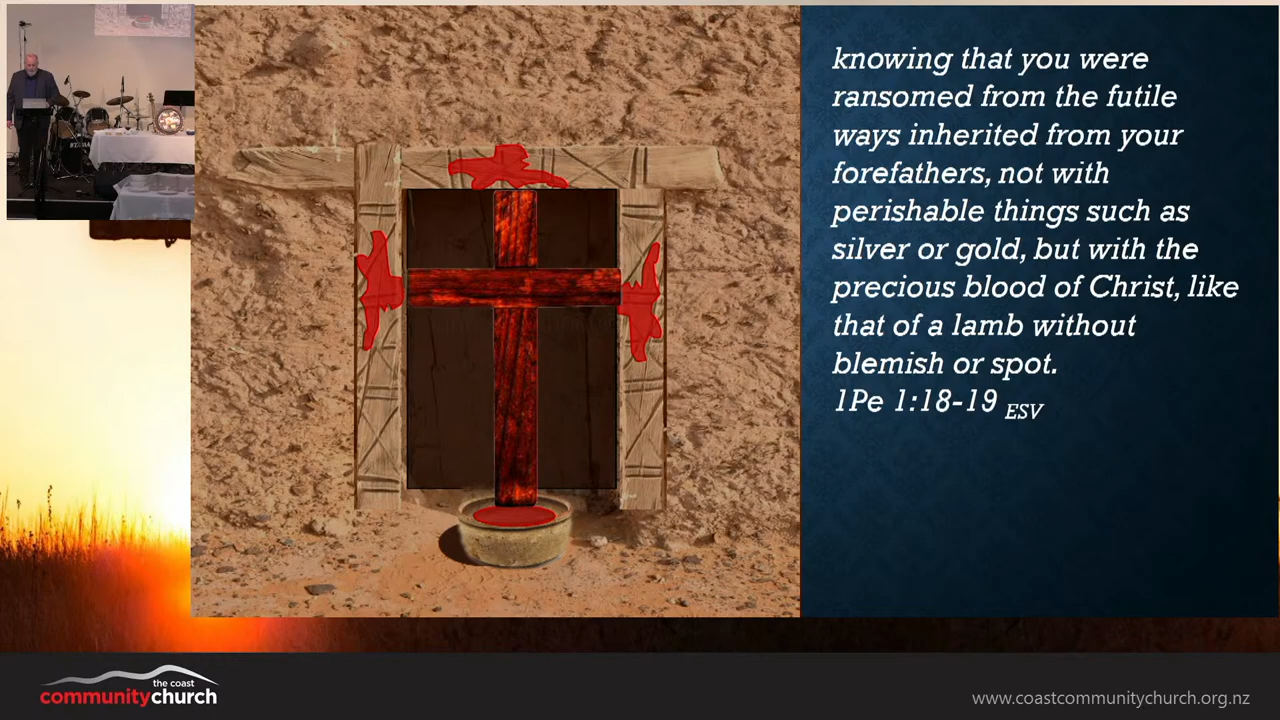 knowing that you were
ransomed from the futile
ways inherited from your
forefathers, not with
perishable things such as
silver or gold, but with the
precious blood of Christ, like
that of a lamb without
blemish or spot.
1Pe 1:18-19 ESV
the coast
communitychurch
www.coastcommunitychurch.org.nz